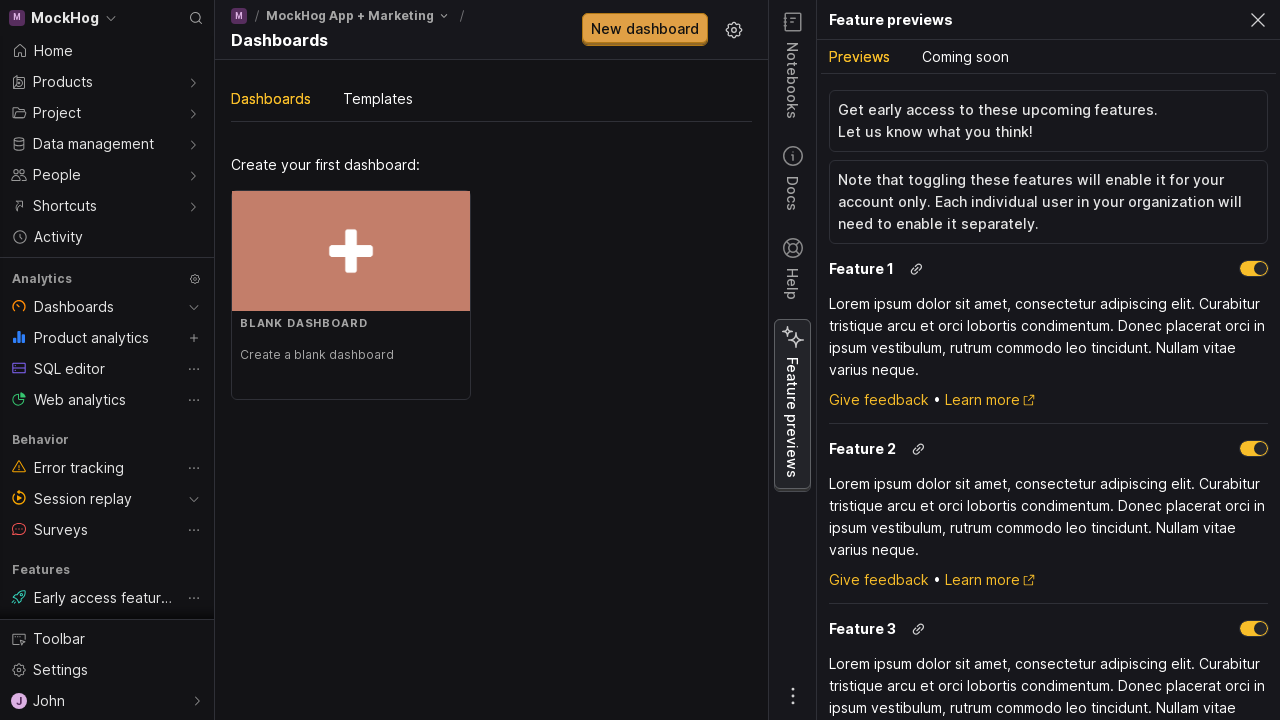 M MockHog
Home
Products
Project
Data management
People
Shortcuts
Activity
Analytics
Dashboards
Product analytics
SQL editor
Web analytics
Behavior
Error tracking
Session replay
Surveys
Features
Early access featur...
Toolbar
Settings
J John
M / MockHog App + Marketing /
Dashboards
New dashboard
Dashboards Templates
Create your first dashboard:
BLANK DASHBOARD
Create a blank dashboard
Notebooks
Docs
Help
Feature previews
Feature previews
Previews Coming soon
Get early access to these upcoming features.
Let us know what you think!
Note that toggling these features will enable it for your
account only. Each individual user in your organization will
need to enable it separately.
Feature 1
Lorem ipsum dolor sit amet, consectetur adipiscing elit. Curabitur
tristique arcu et orci lobortis condimentum. Donec placerat orci in
ipsum vestibulum, rutrum commodo leo tincidunt. Nullam vitae
varius neque.
Give feedback • Learn more
Feature 2
Lorem ipsum dolor sit amet, consectetur adipiscing elit. Curabitur
tristique arcu et orci lobortis condimentum. Donec placerat orci in
ipsum vestibulum, rutrum commodo leo tincidunt. Nullam vitae
varius neque.
Give feedback • Learn more
Feature 3
Lorem ipsum dolor sit amet, consectetur adipiscing elit. Curabitur
tristique arcu et orci lobortis condimentum. Donec placerat orci in
ipsum vestibulum, rutrum commodo leo tincidunt. Nullam vitae